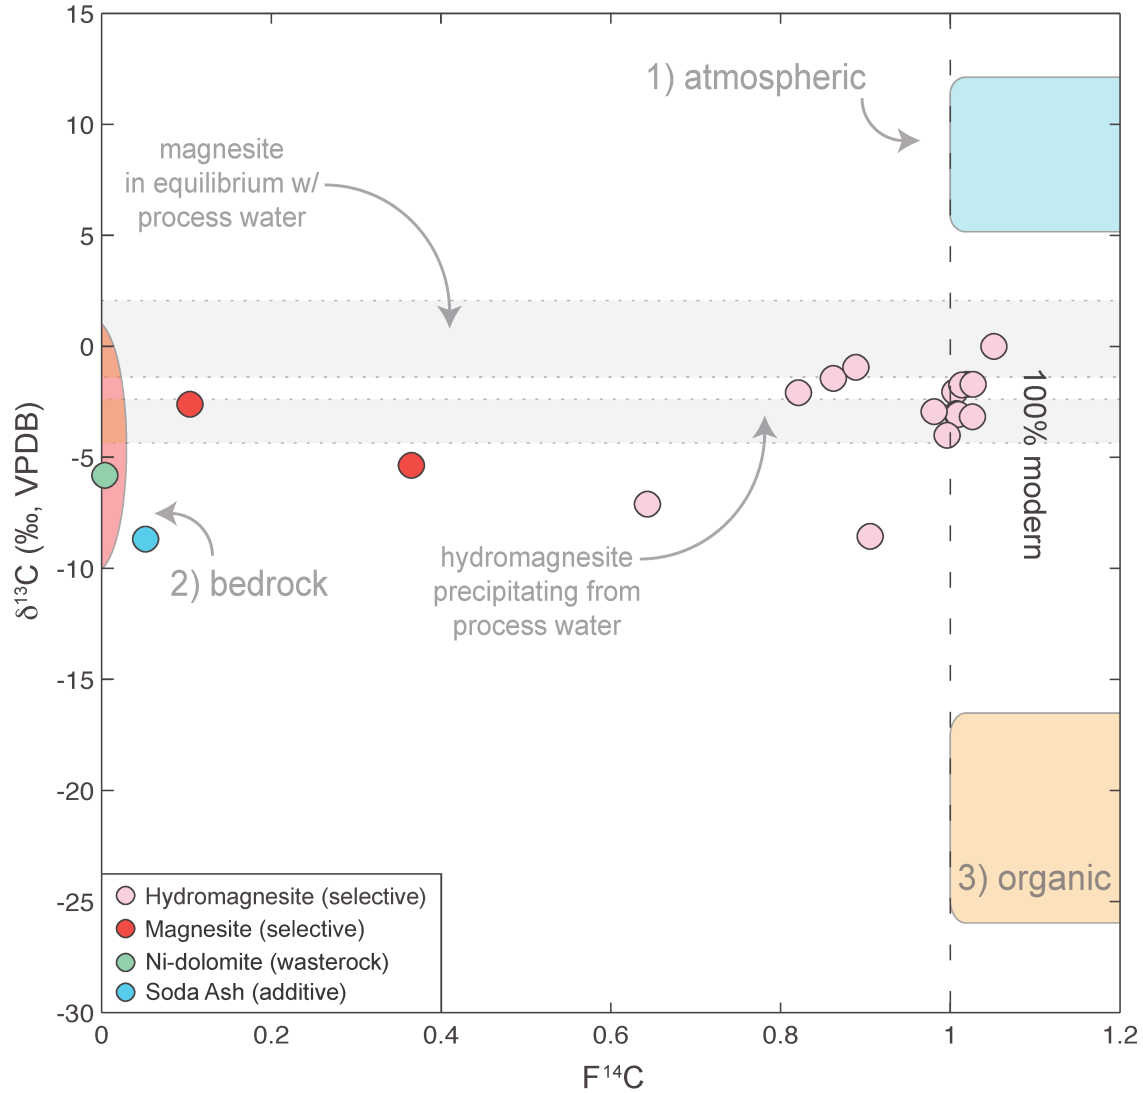 15
10
5
0
-5
-10
-15
-20
-25
-30
0
0.2
0.4
0.6
0.8
1
1.2
δ¹³C (‰, VPDB)
F¹⁴C
1) atmospheric
magnesite
in equilibrium w/
process water
100% modern
2) bedrock
hydromagnesite
precipitating from
process water
3) organic
Hydromagnesite (selective)
Magnesite (selective)
Ni-dolomite (wasterock)
Soda Ash (additive)